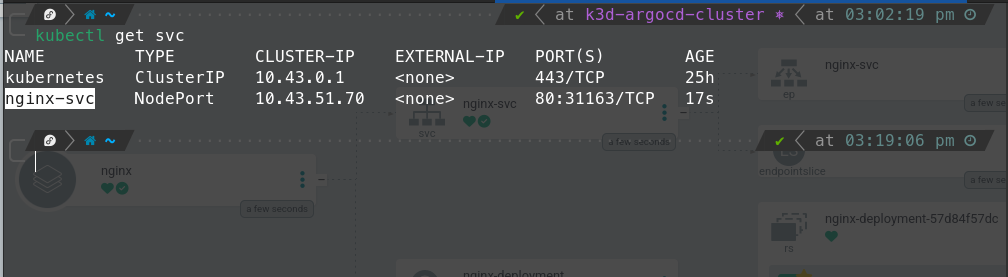 ✔ at k3d-argocd-cluster ⎈ at 03:02:19 pm
~
kubectl get svc
NAME TYPE CLUSTER-IP EXTERNAL-IP PORT(S) AGE
kubernetes ClusterIP 10.43.0.1 <none> 443/TCP 25h
nginx-svc NodePort 10.43.51.70 <none> 80:31163/TCP 17s
~ ✔ at 03:19:06 pm
nginx-svc
svc
a few seconds
nginx-svc
ep
a few seconds
nginx
a few seconds
ES
endpointslice
a few
nginx-deployment-57d84f57dc
rs
nginx-deployment